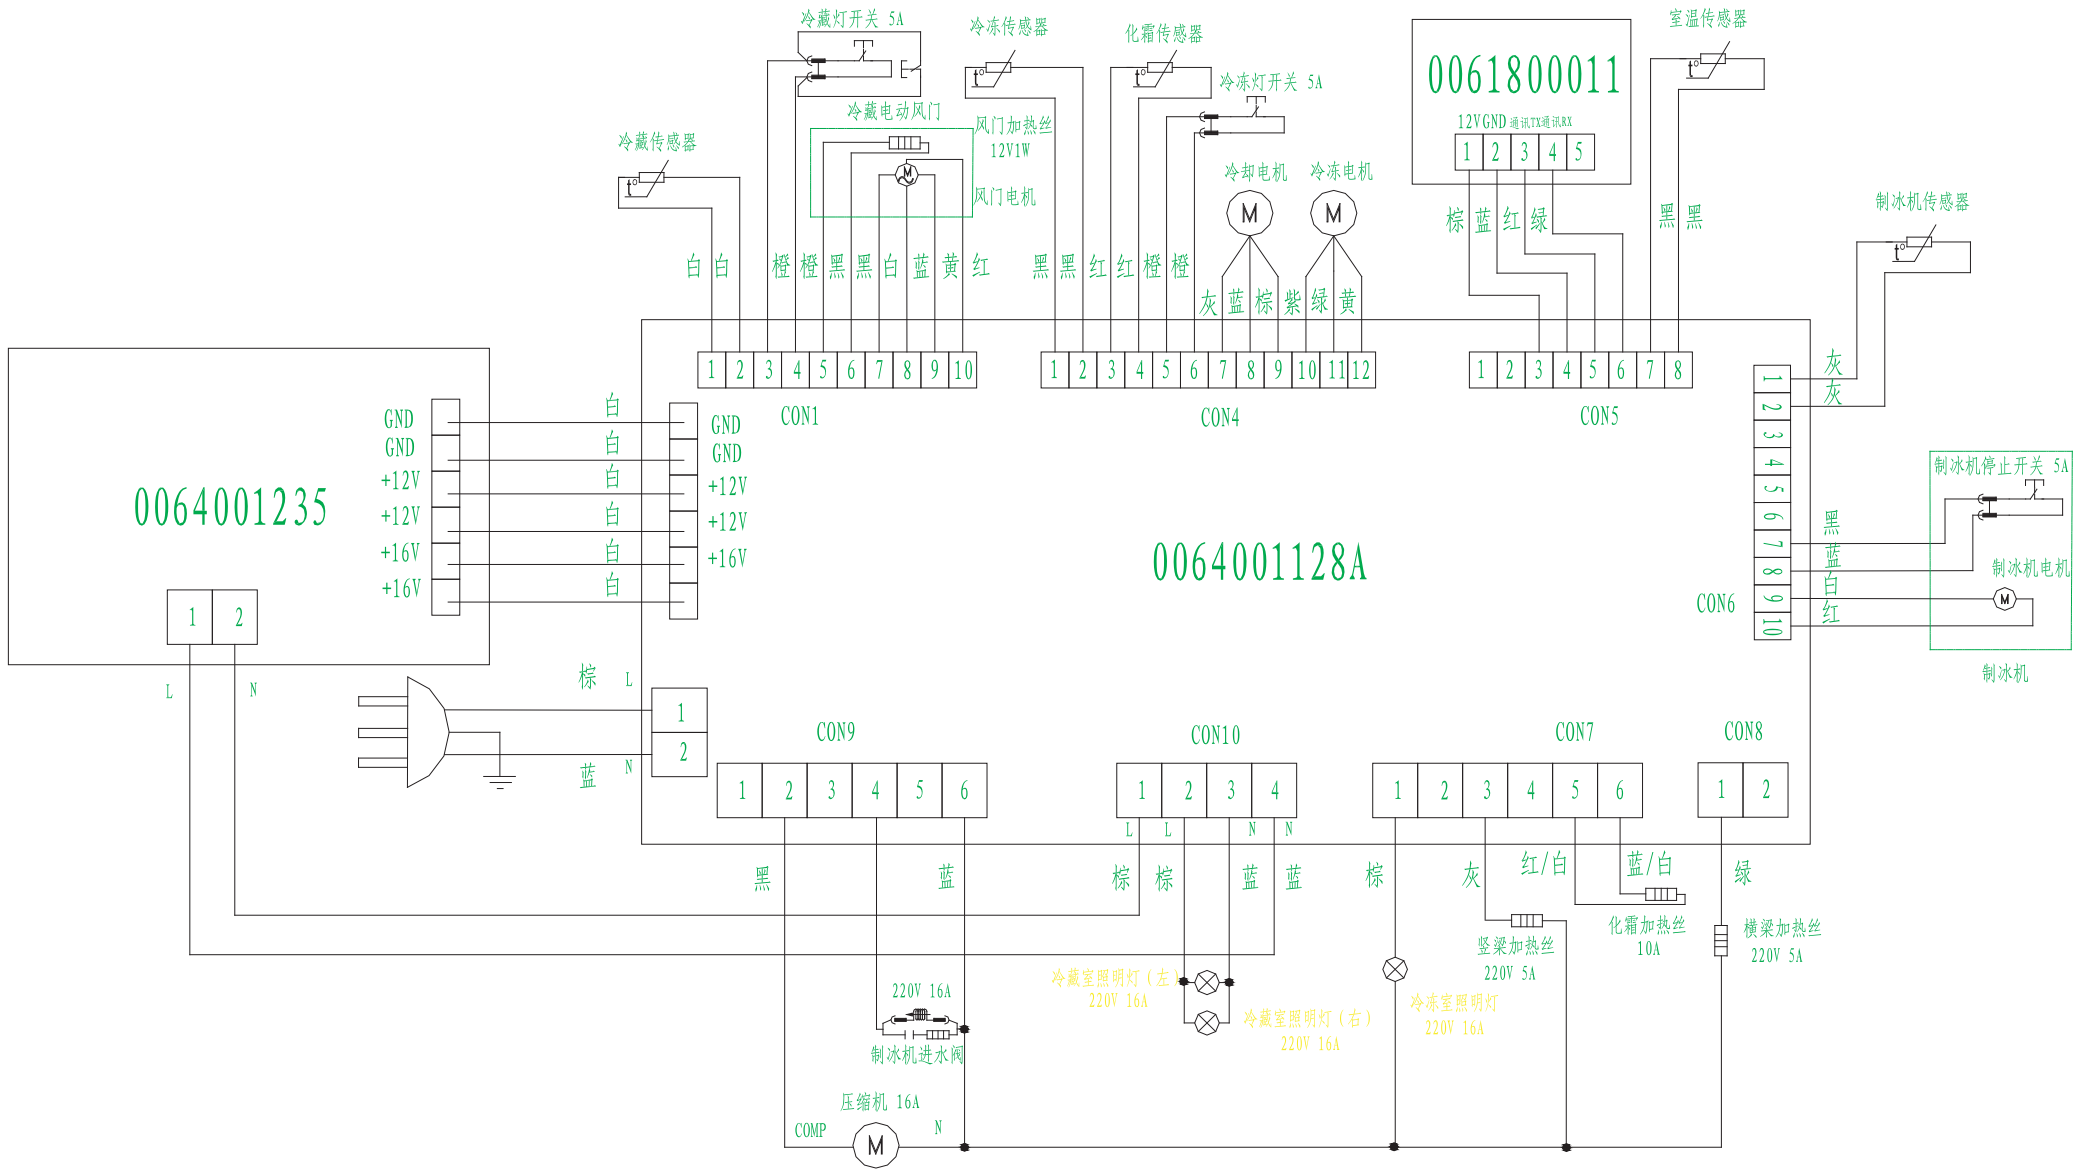 冷藏灯开关 5A
冷冻传感器
化霜传感器
室温传感器
0061800011
冷冻灯开关 5A
冷藏电动风门
风门加热丝
12V1W
12V GND 通讯TX 通讯RX
1 2 3 4 5
冷藏传感器
M
风门电机
冷却电机
冷冻电机
M
M
制冰机传感器
棕 蓝 红 绿
黑 黑
白 白
橙 橙 黑 黑 白 蓝 黄 红
黑 黑 红 红 橙 橙
灰 蓝 棕 紫 绿 黄
1 2 3 4 5 6 7 8 9 10
1 2 3 4 5 6 7 8 9 10 11 12
1 2 3 4 5 6 7 8
CON1
CON4
CON5
灰
灰
1
2
3
4
5
6
7
8
9
10
CON6
黑
蓝
白
红
制冰机停止开关 5A
制冰机电机
M
制冰机
0064001235
GND
GND
+12V
+12V
+16V
+16V
白
白
白
白
白
白
GND
GND
+12V
+12V
+16V
0064001128A
1 2
L N
棕 L
蓝 N
1
2
CON9
CON10
CON7
CON8
1 2 3 4 5 6
1 2 3 4
1 2 3 4 5 6
1 2
L L N N
黑 蓝
棕 棕 蓝 蓝
棕 灰 红/白 蓝/白
绿
化霜加热丝
10A
竖梁加热丝
220V 5A
横梁加热丝
220V 5A
冷藏室照明灯（左）
220V 16A
冷藏室照明灯（右）
220V 16A
冷冻室照明灯
220V 16A
220V 16A
制冰机进水阀
压缩机 16A
COMP
M
N
t°
t°
t°
t°
t°